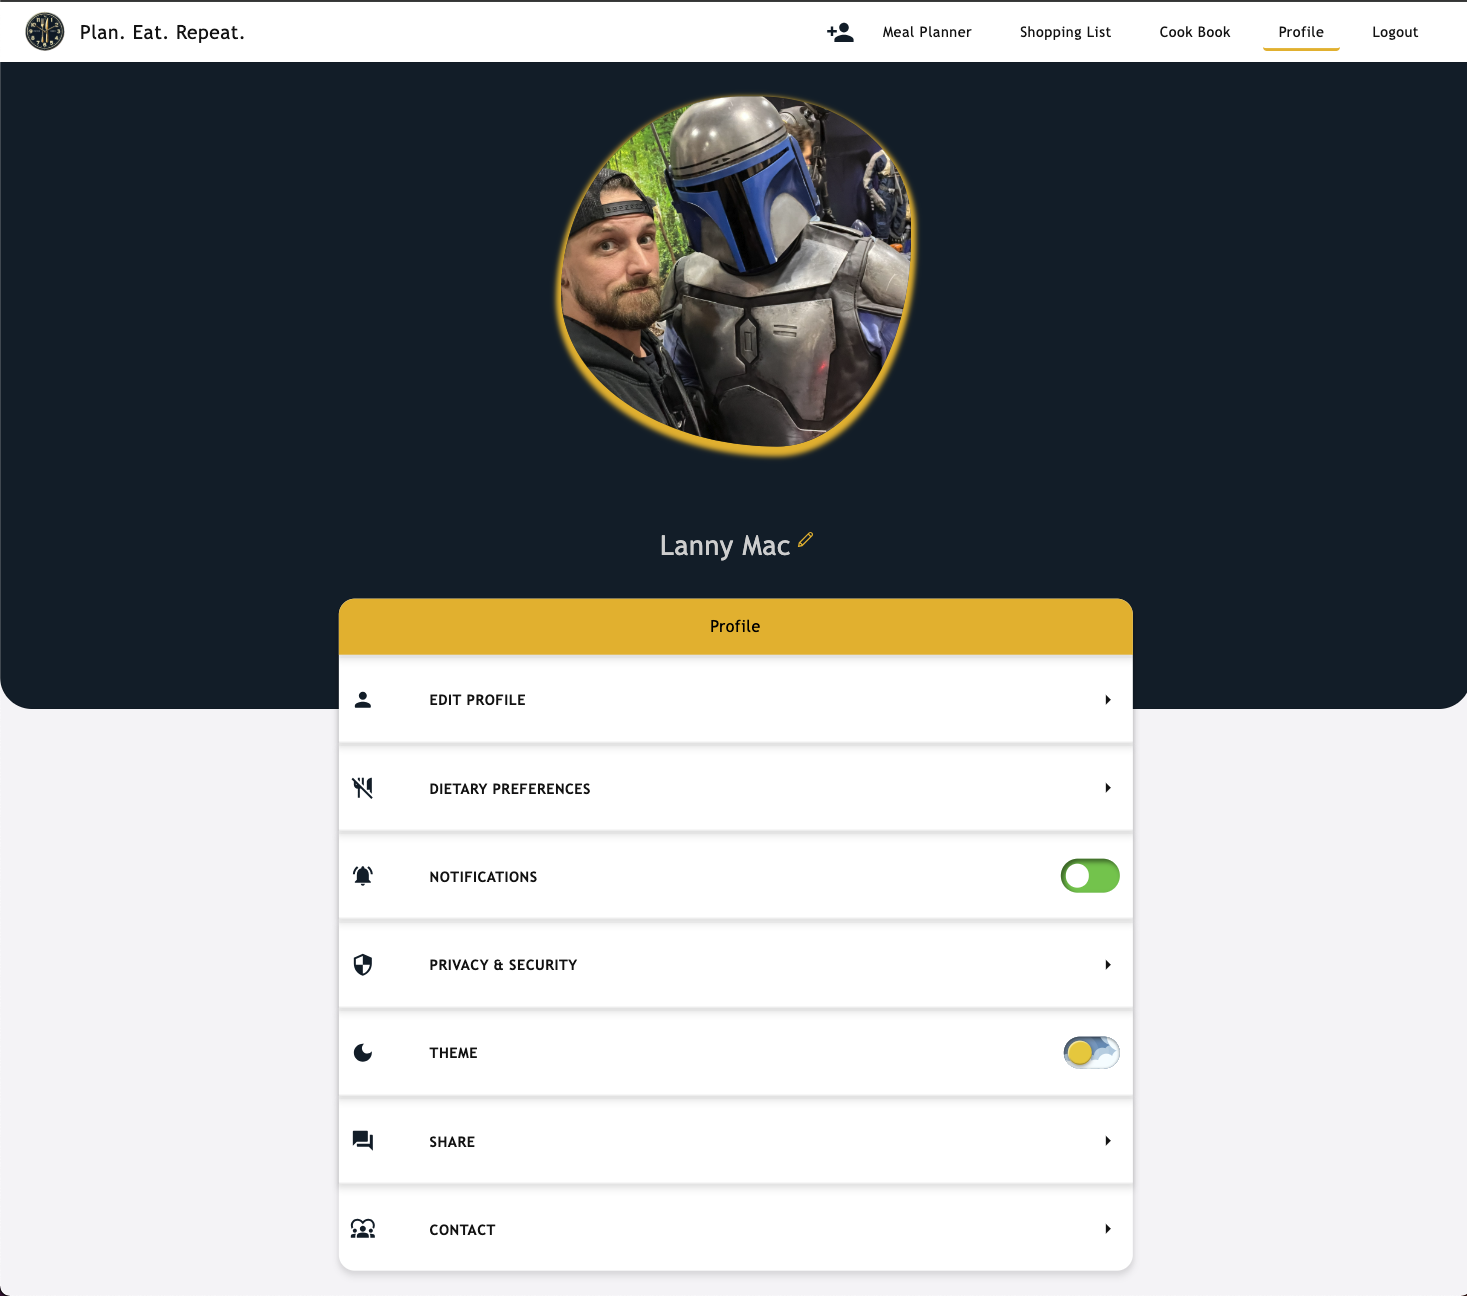 Plan. Eat. Repeat.
Meal Planner
Shopping List
Cook Book
Profile
Logout
Lanny Mac
Profile
EDIT PROFILE
DIETARY PREFERENCES
NOTIFICATIONS
PRIVACY & SECURITY
THEME
SHARE
CONTACT